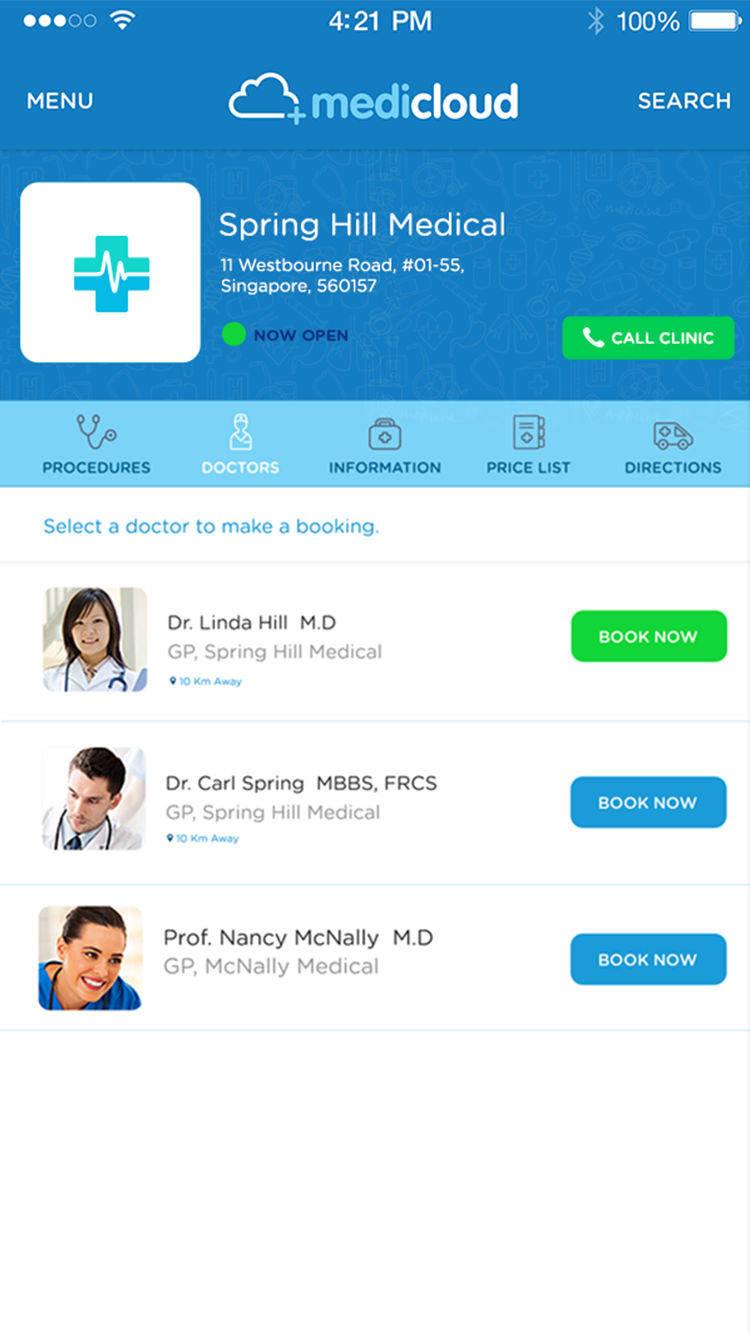 4:21 PM 100%
MENU medicloud SEARCH
Spring Hill Medical
11 Westbourne Road, #01-55,
Singapore, 560157
NOW OPEN
CALL CLINIC
PROCEDURES DOCTORS INFORMATION PRICE LIST DIRECTIONS
Select a doctor to make a booking.
Dr. Linda Hill M.D
GP, Spring Hill Medical
10 Km Away
BOOK NOW
Dr. Carl Spring MBBS, FRCS
GP, Spring Hill Medical
10 Km Away
BOOK NOW
Prof. Nancy McNally M.D
GP, McNally Medical
BOOK NOW